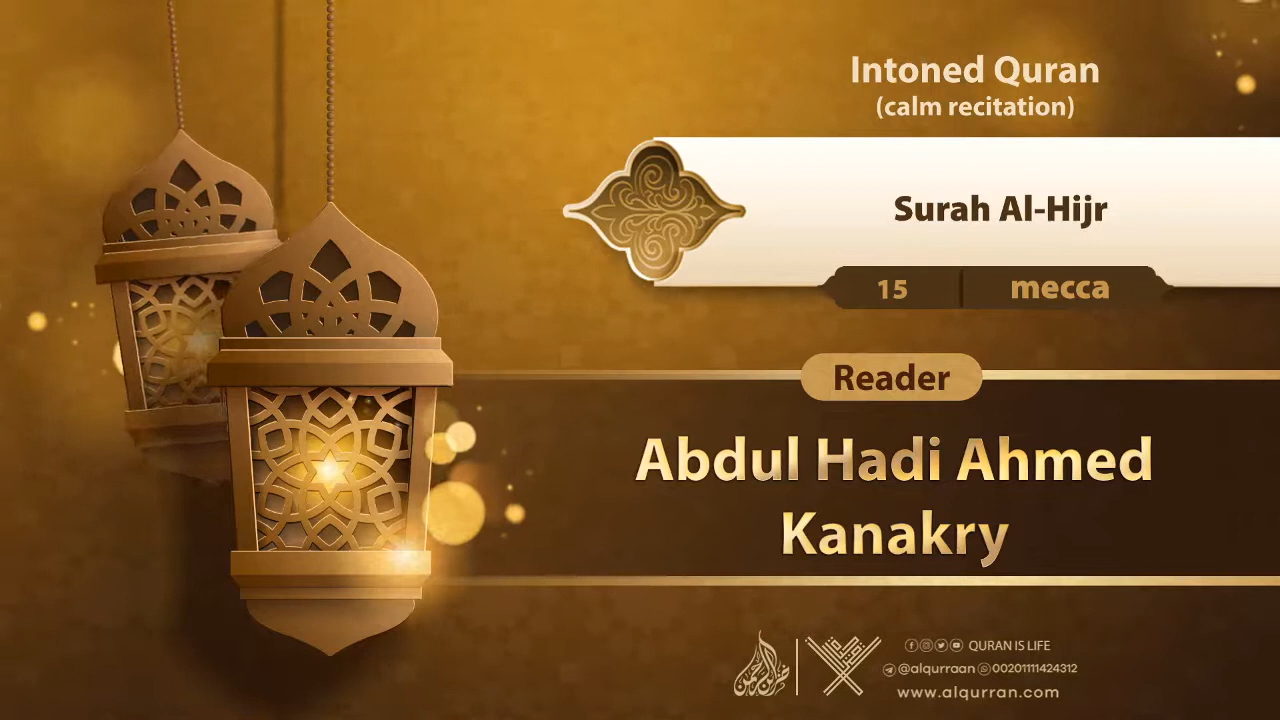 Intoned Quran
(calm recitation)
Surah Al-Hijr
15 mecca
Reader
Abdul Hadi Ahmed
Kanakry
QURAN IS LIFE
@alqurraan 00201111424312
www.alqurran.com